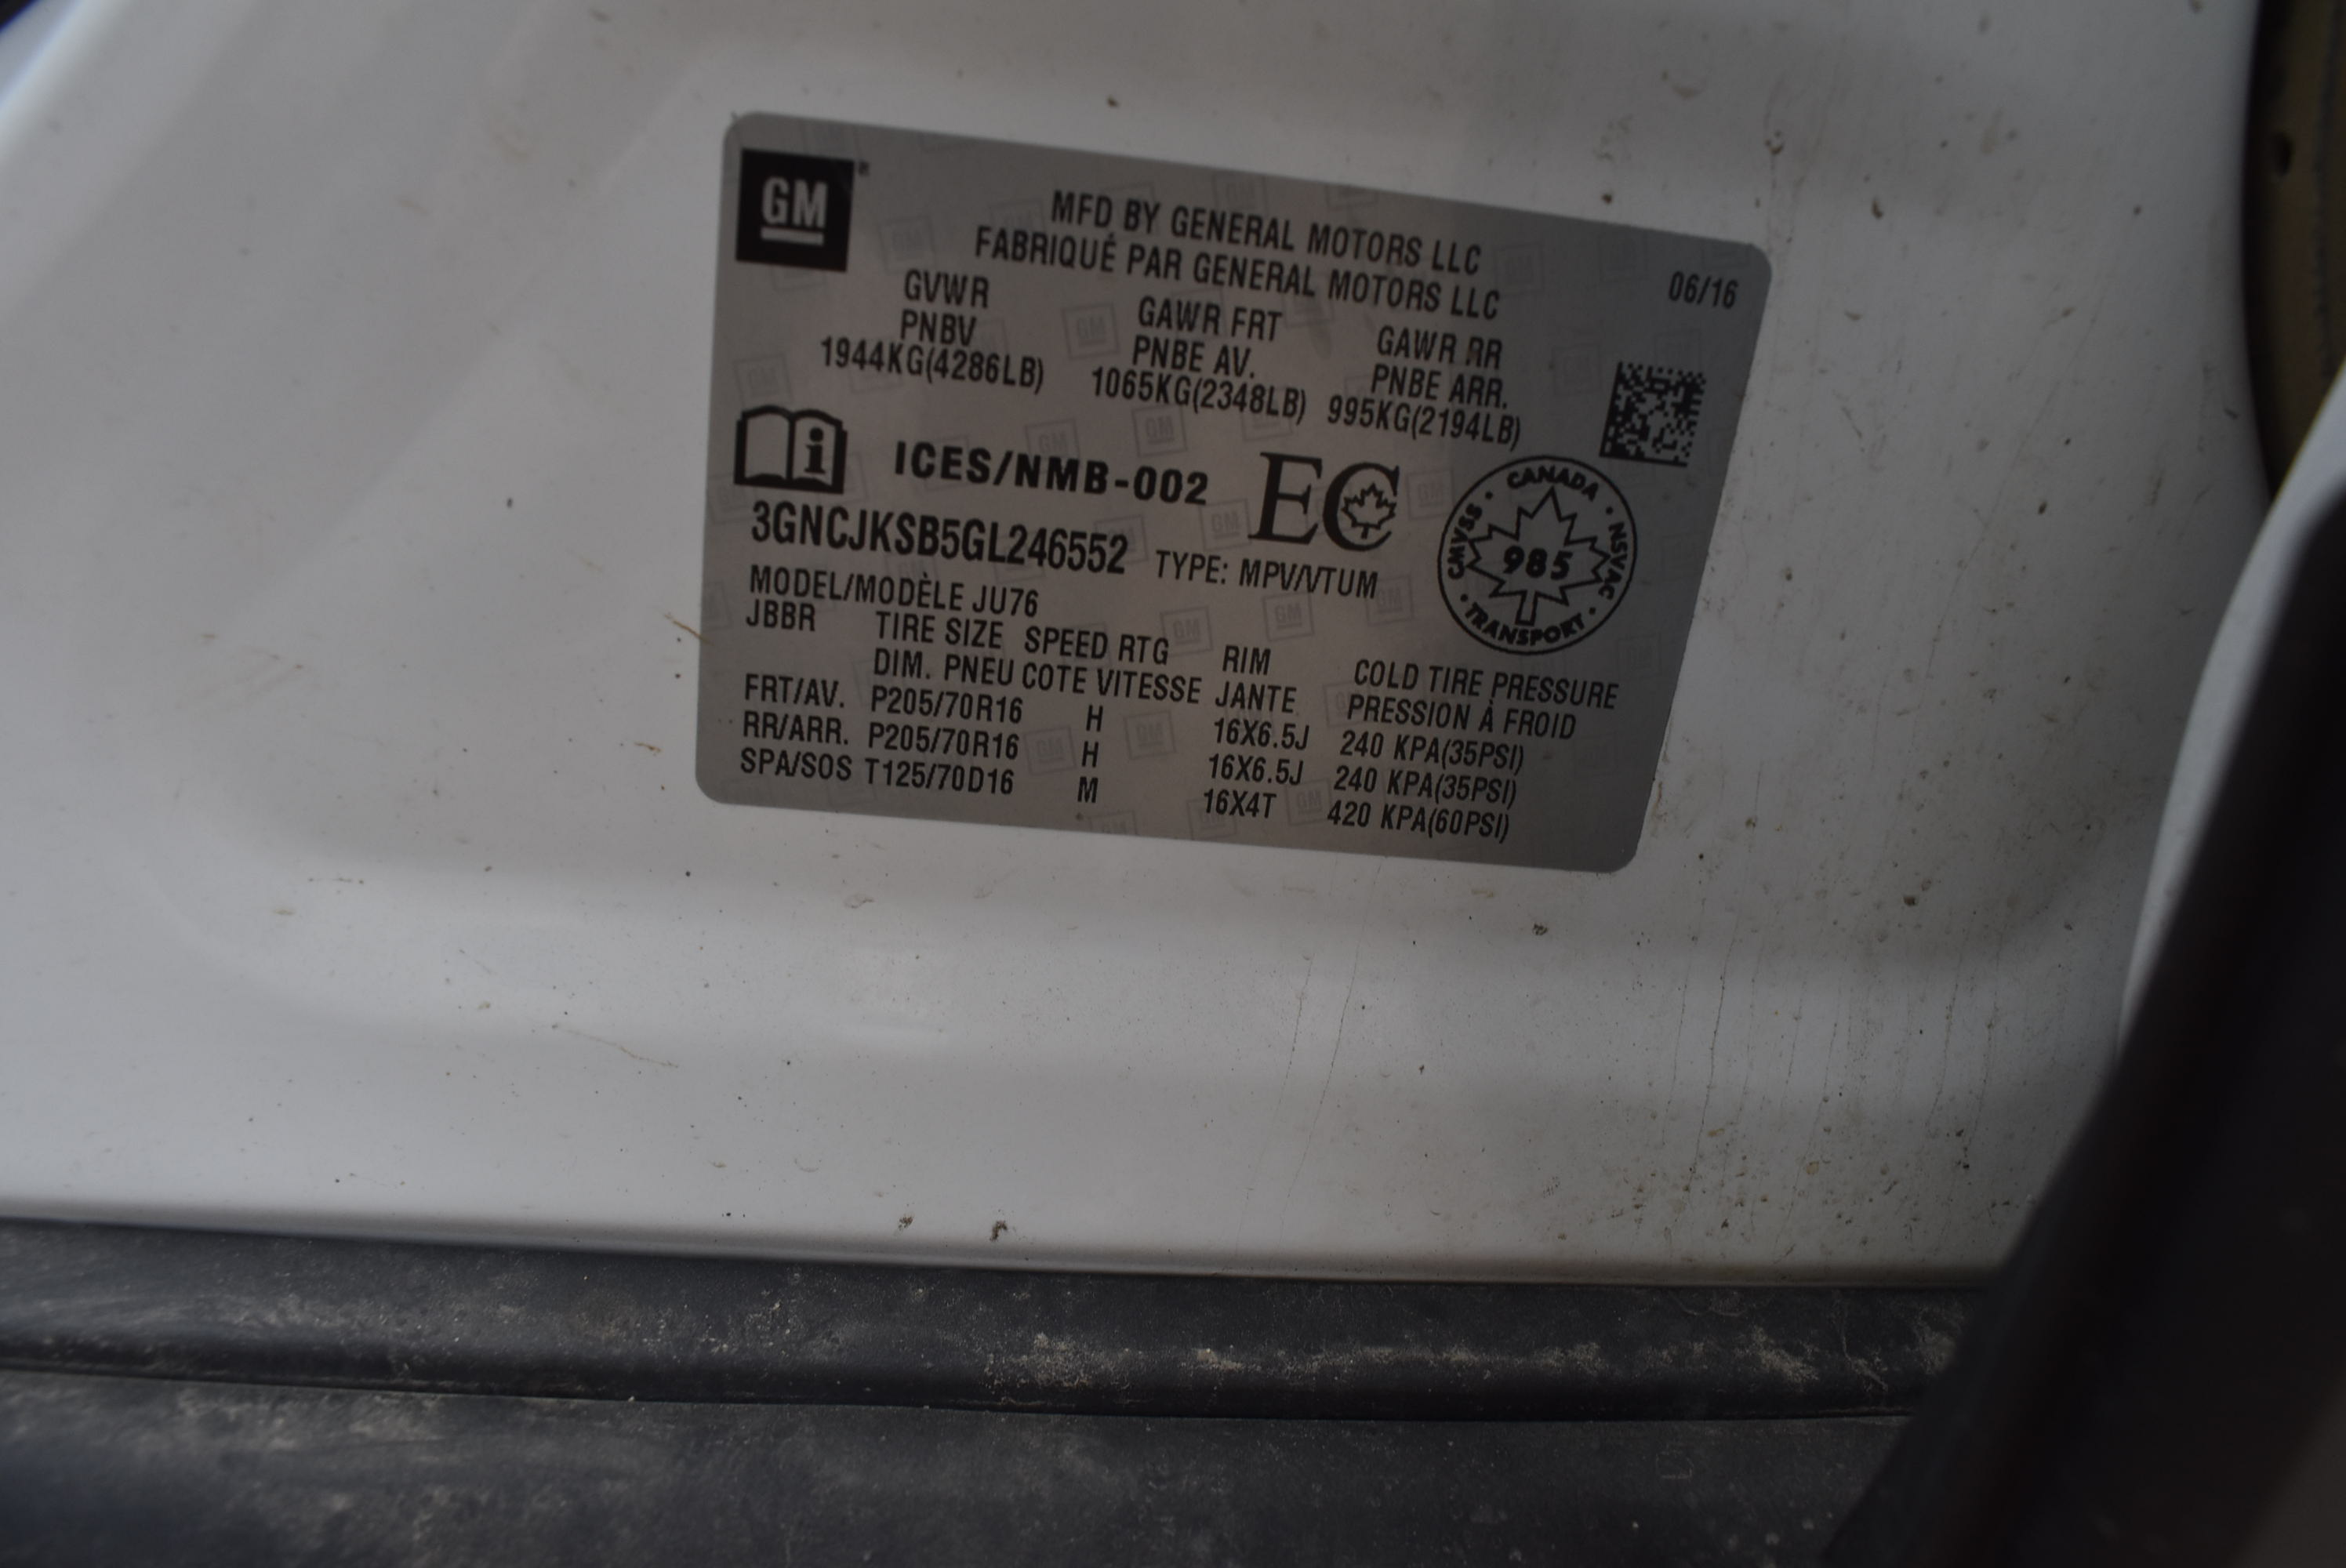 GM
MFD BY GENERAL MOTORS LLC
FABRIQUÉ PAR GENERAL MOTORS LLC
06/16
GVWR GAWR FRT GAWR RR
PNBV PNBE AV. PNBE ARR.
1944KG(4286LB) 1065KG(2348LB) 995KG(2194LB)
ICES/NMB-002 EC
3GNCJKSB5GL246552 TYPE: MPV/VTUM
CANADA · NSVAC · TRANSPORT · CMVSS ·
985
MODEL/MODÈLE JU76
JBBR TIRE SIZE SPEED RTG RIM COLD TIRE PRESSURE
DIM. PNEU COTE VITESSE JANTE PRESSION À FROID
FRT/AV. P205/70R16 H 16X6.5J 240 KPA(35PSI)
RR/ARR. P205/70R16 H 16X6.5J 240 KPA(35PSI)
SPA/SOS T125/70D16 M 16X4T 420 KPA(60PSI)